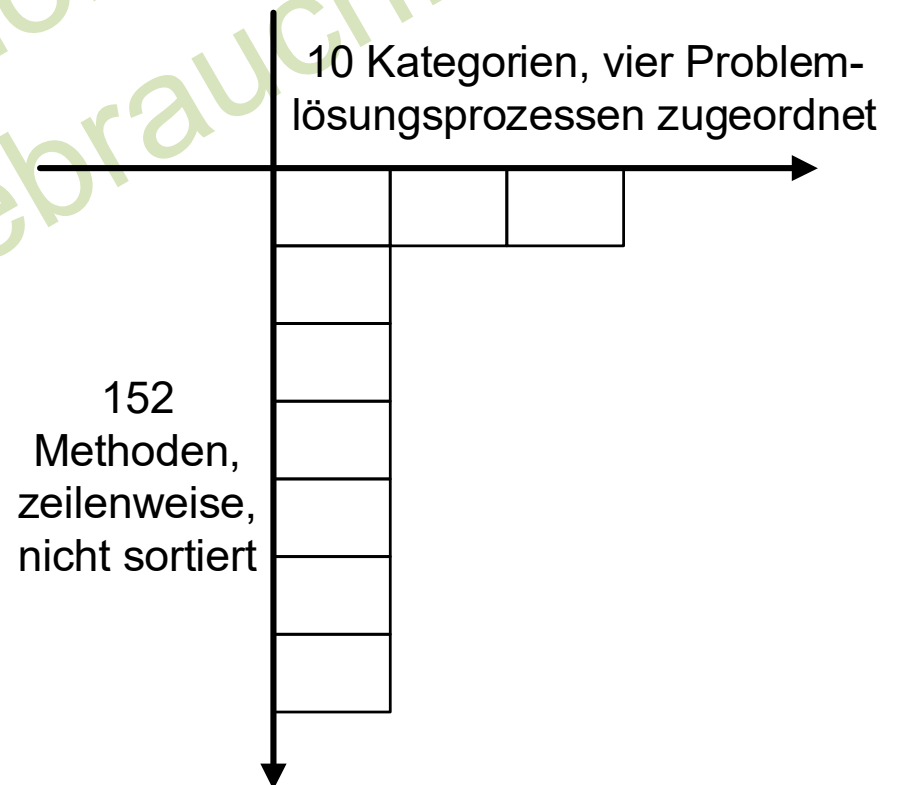 10 Kategorien, vier Problem-
lösungsprozessen zugeordnet
152
Methoden,
zeilenweise,
nicht sortiert